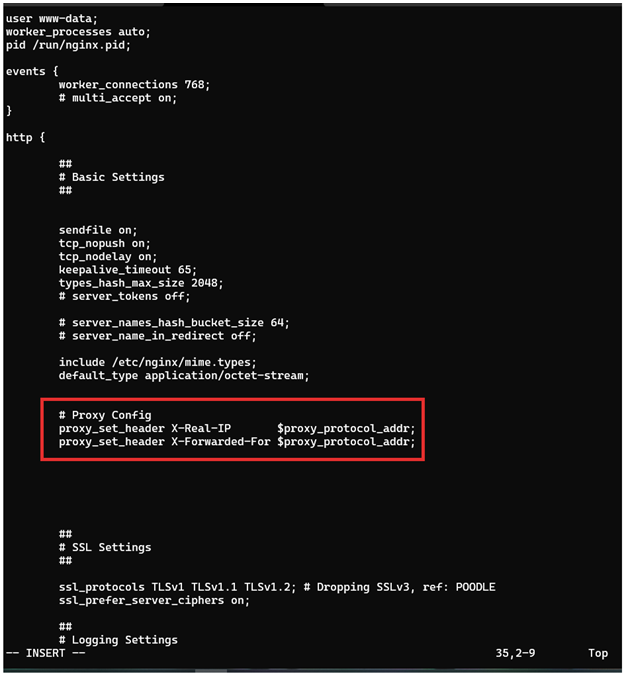 user www-data;
worker_processes auto;
pid /run/nginx.pid;
events {
worker_connections 768;
# multi_accept on;
}
http {
##
# Basic Settings
##
sendfile on;
tcp_nopush on;
tcp_nodelay on;
keepalive_timeout 65;
types_hash_max_size 2048;
# server_tokens off;
# server_names_hash_bucket_size 64;
# server_name_in_redirect off;
include /etc/nginx/mime.types;
default_type application/octet-stream;
# Proxy Config
proxy_set_header X-Real-IP       $proxy_protocol_addr;
proxy_set_header X-Forwarded-For $proxy_protocol_addr;
##
# SSL Settings
##
ssl_protocols TLSv1 TLSv1.1 TLSv1.2; # Dropping SSLv3, ref: POODLE
ssl_prefer_server_ciphers on;
##
# Logging Settings
-- INSERT -- 35,2-9 Top